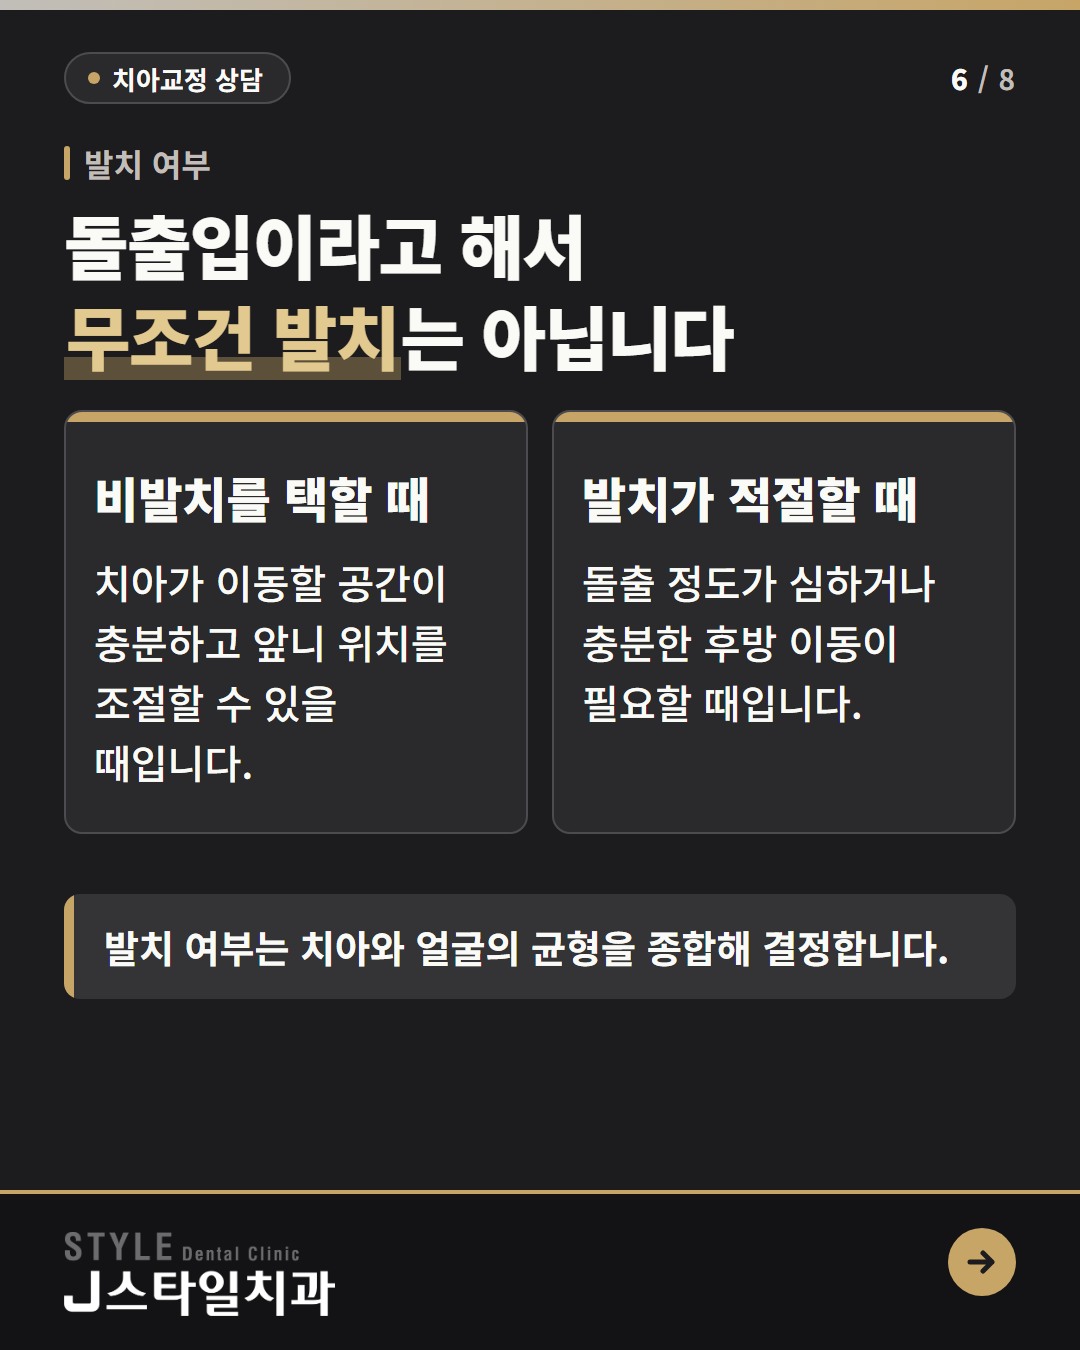 치아교정 상담
6 / 8
발치 여부
돌출입이라고 해서
무조건 발치는 아닙니다
비발치를 택할 때
치아가 이동할 공간이
충분하고 앞니 위치를
조절할 수 있을
때입니다.
발치가 적절할 때
돌출 정도가 심하거나
충분한 후방 이동이
필요할 때입니다.
발치 여부는 치아와 얼굴의 균형을 종합해 결정합니다.
STYLE Dental Clinic
J스타일치과